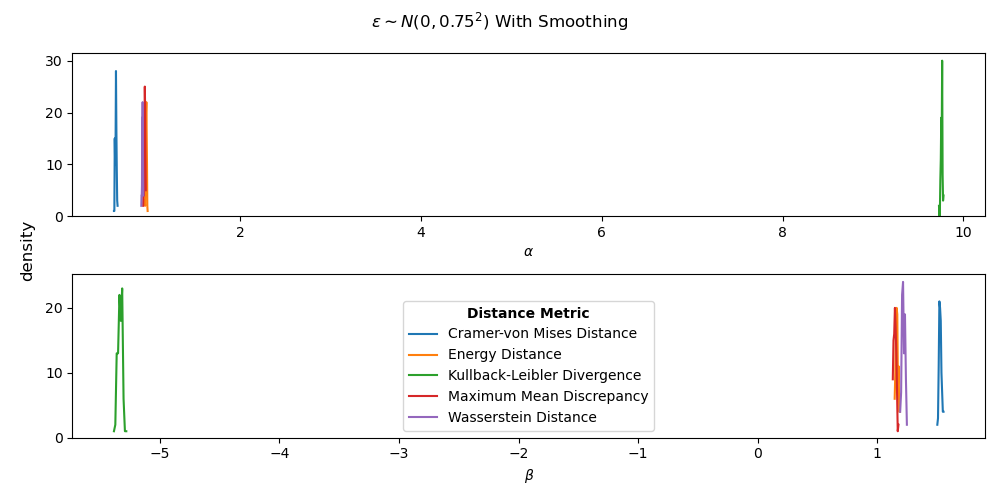 ε ~ N(0, 0.75²) With Smoothing
30
20
10
0
2 4 6 8 10
α
density
20
10
0
−5 −4 −3 −2 −1 0 1
β
Distance Metric
Cramer-von Mises Distance
Energy Distance
Kullback-Leibler Divergence
Maximum Mean Discrepancy
Wasserstein Distance